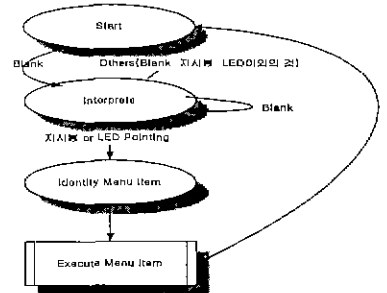 Start
Blank
Others(Blank 지시봉 LED이외의 것)
Interprete
Blank
지시봉 or LED Pointing
Identity Menu Item
Execute Menu Item